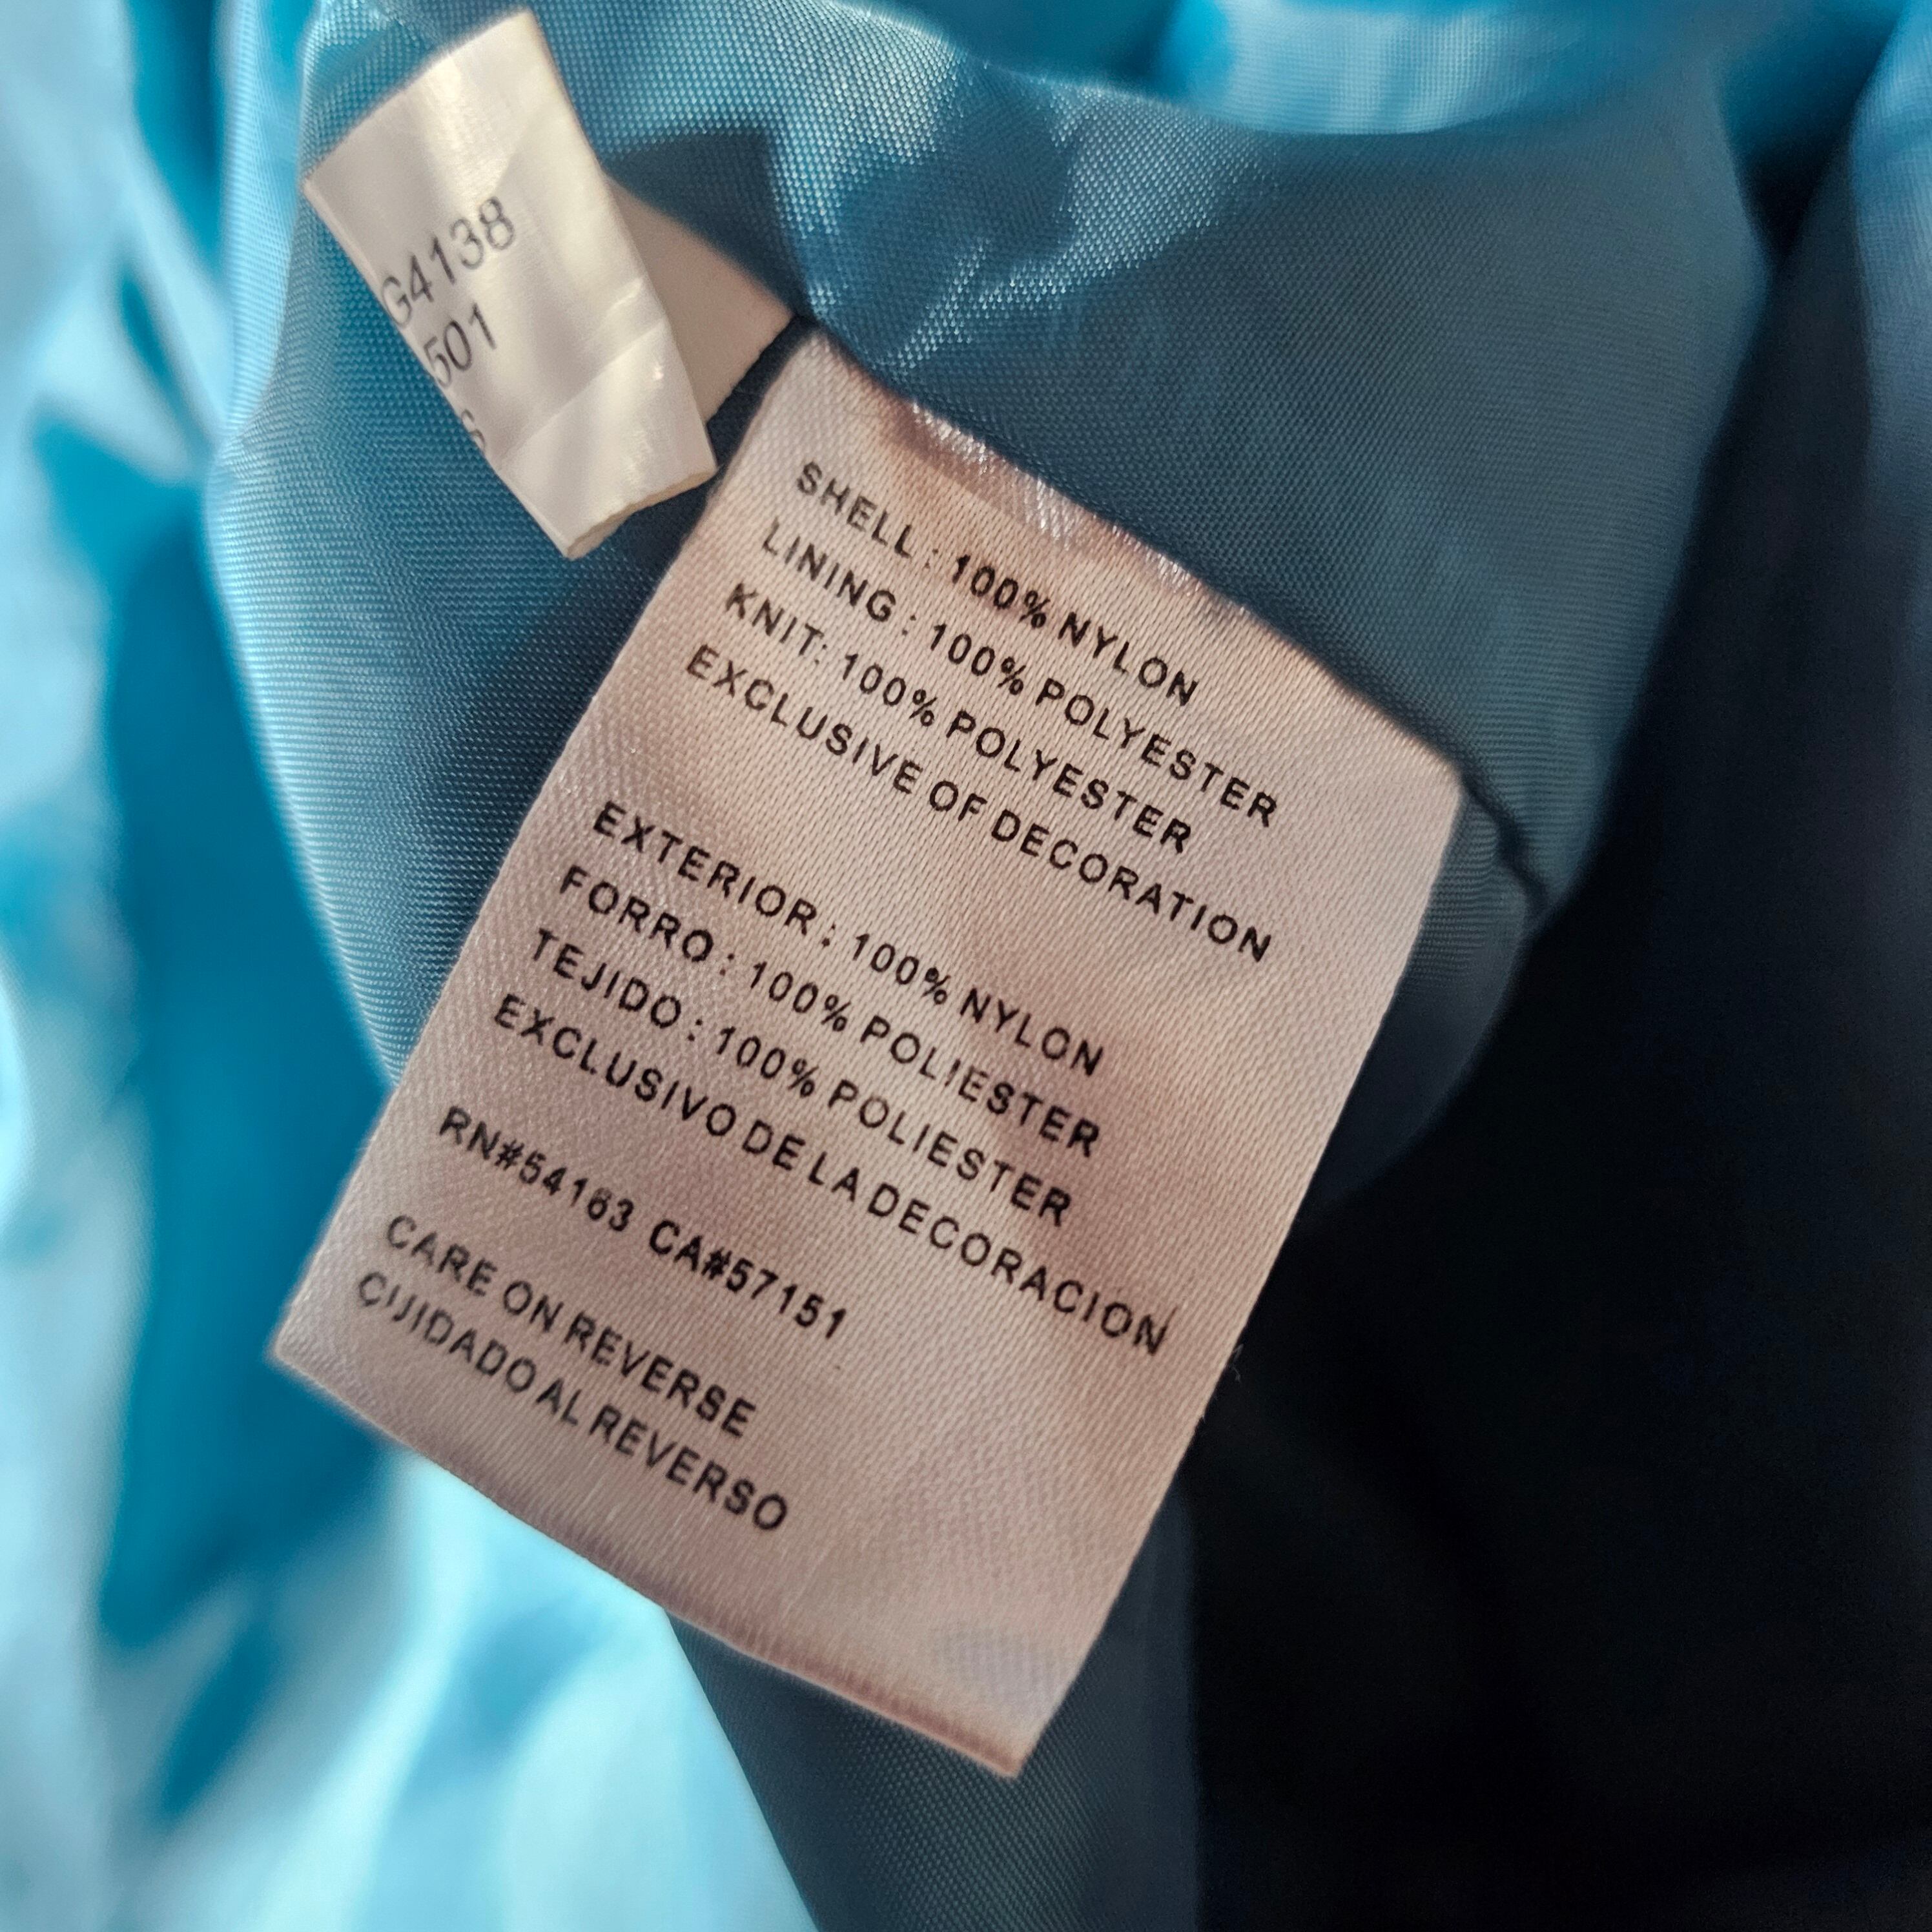 G4138
501
S
SHELL : 100% NYLON
LINING : 100% POLYESTER
KNIT: 100% POLYESTER
EXCLUSIVE OF DECORATION
EXTERIOR : 100% NYLON
FORRO : 100% POLIESTER
TEJIDO : 100% POLIESTER
EXCLUSIVO DE LA DECORACION
RN#54163 CA#57151
CARE ON REVERSE
CUIDADO AL REVERSO